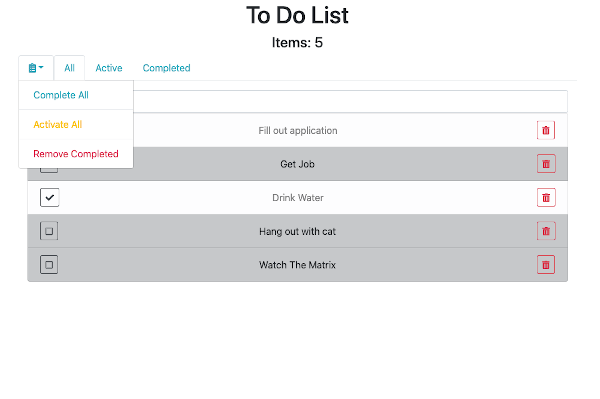 To Do List
Items: 5
All Active Completed
Complete All
Activate All
Remove Completed
Fill out application
Get Job
Drink Water
Hang out with cat
Watch The Matrix